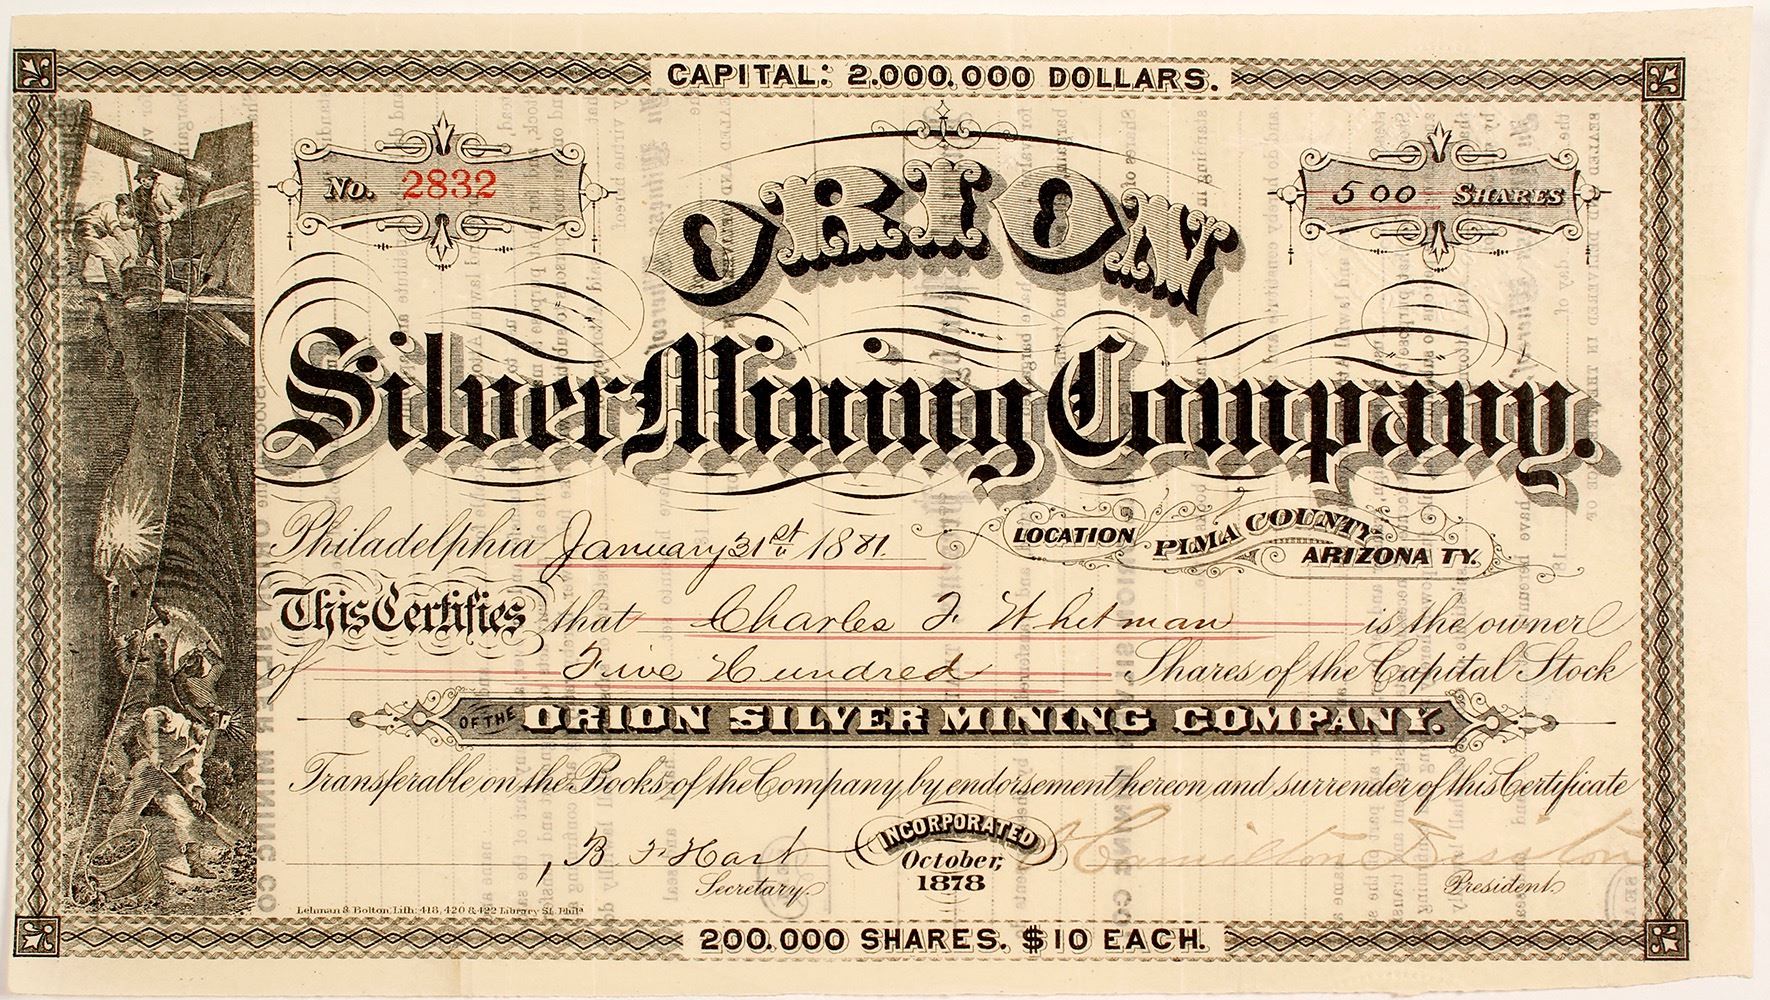 CAPITAL: 2.000.000 DOLLARS.
No. 2832
500 SHARES
ORION
Silver Mining Company.
Philadelphia January 31st 1881.
LOCATION PIMA COUNTY ARIZONA TY.
This Certifies that Charles F. Whitman is the owner
of Five Hundred Shares of the Capital Stock
OF THE ORION SILVER MINING COMPANY.
Transferable on the Books of the Company by endorsement hereon and surrender of this Certificate
INCORPORATED
October,
1878
B. F. Hart
Secretary.
Hamilton Disston
President.
Lehman & Bolton, Lith: 418, 420 & 422 Library St. Phila
200.000 SHARES. $10 EACH.